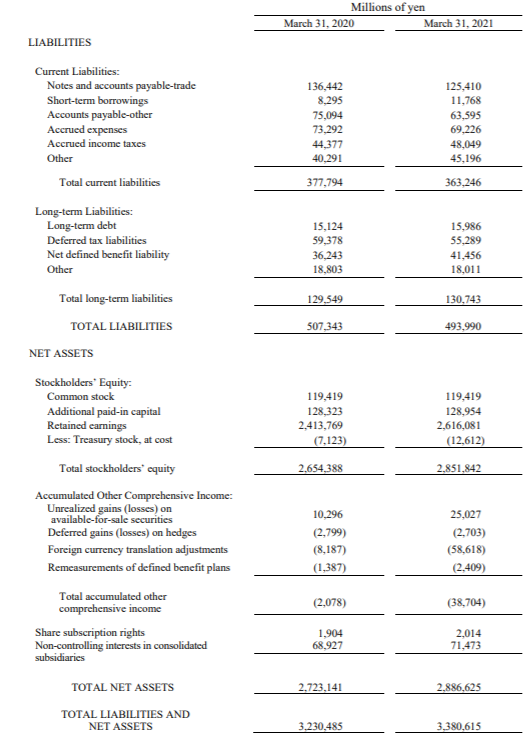 Millions of yen
March 31, 2020 March 31, 2021
LIABILITIES
Current Liabilities:
Notes and accounts payable-trade 136,442 125,410
Short-term borrowings 8,295 11,768
Accounts payable-other 75,094 63,595
Accrued expenses 73,292 69,226
Accrued income taxes 44,377 48,049
Other 40,291 45,196
Total current liabilities 377,794 363,246
Long-term Liabilities:
Long-term debt 15,124 15,986
Deferred tax liabilities 59,378 55,289
Net defined benefit liability 36,243 41,456
Other 18,803 18,011
Total long-term liabilities 129,549 130,743
TOTAL LIABILITIES 507,343 493,990
NET ASSETS
Stockholders' Equity:
Common stock 119,419 119,419
Additional paid-in capital 128,323 128,954
Retained earnings 2,413,769 2,616,081
Less: Treasury stock, at cost (7,123) (12,612)
Total stockholders' equity 2,654,388 2,851,842
Accumulated Other Comprehensive Income:
Unrealized gains (losses) on
available-for-sale securities 10,296 25,027
Deferred gains (losses) on hedges (2,799) (2,703)
Foreign currency translation adjustments (8,187) (58,618)
Remeasurements of defined benefit plans (1,387) (2,409)
Total accumulated other
comprehensive income (2,078) (38,704)
Share subscription rights 1,904 2,014
Non-controlling interests in consolidated 68,927 71,473
subsidiaries
TOTAL NET ASSETS 2,723,141 2,886,625
TOTAL LIABILITIES AND
NET ASSETS 3,230,485 3,380,615